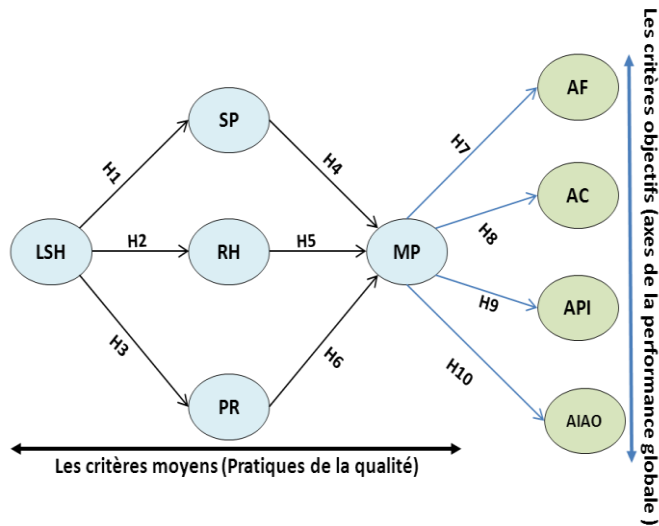 AF
SP
H1
H4
H7
AC
H8
LSH
H2
RH
H5
MP
H3
H6
H9
API
H10
PR
AIAO
Les critères moyens (Pratiques de la qualité)
Les critères objectifs (axes de la performance globale )